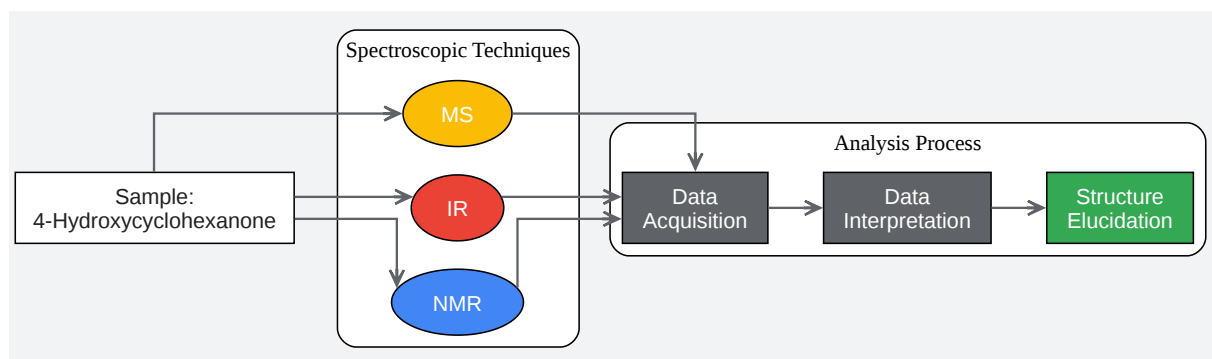 Spectroscopic Techniques
MS
Analysis Process
Sample:
4-Hydroxycyclohexanone
IR
Data
Acquisition
Data
Interpretation
Structure
Elucidation
NMR